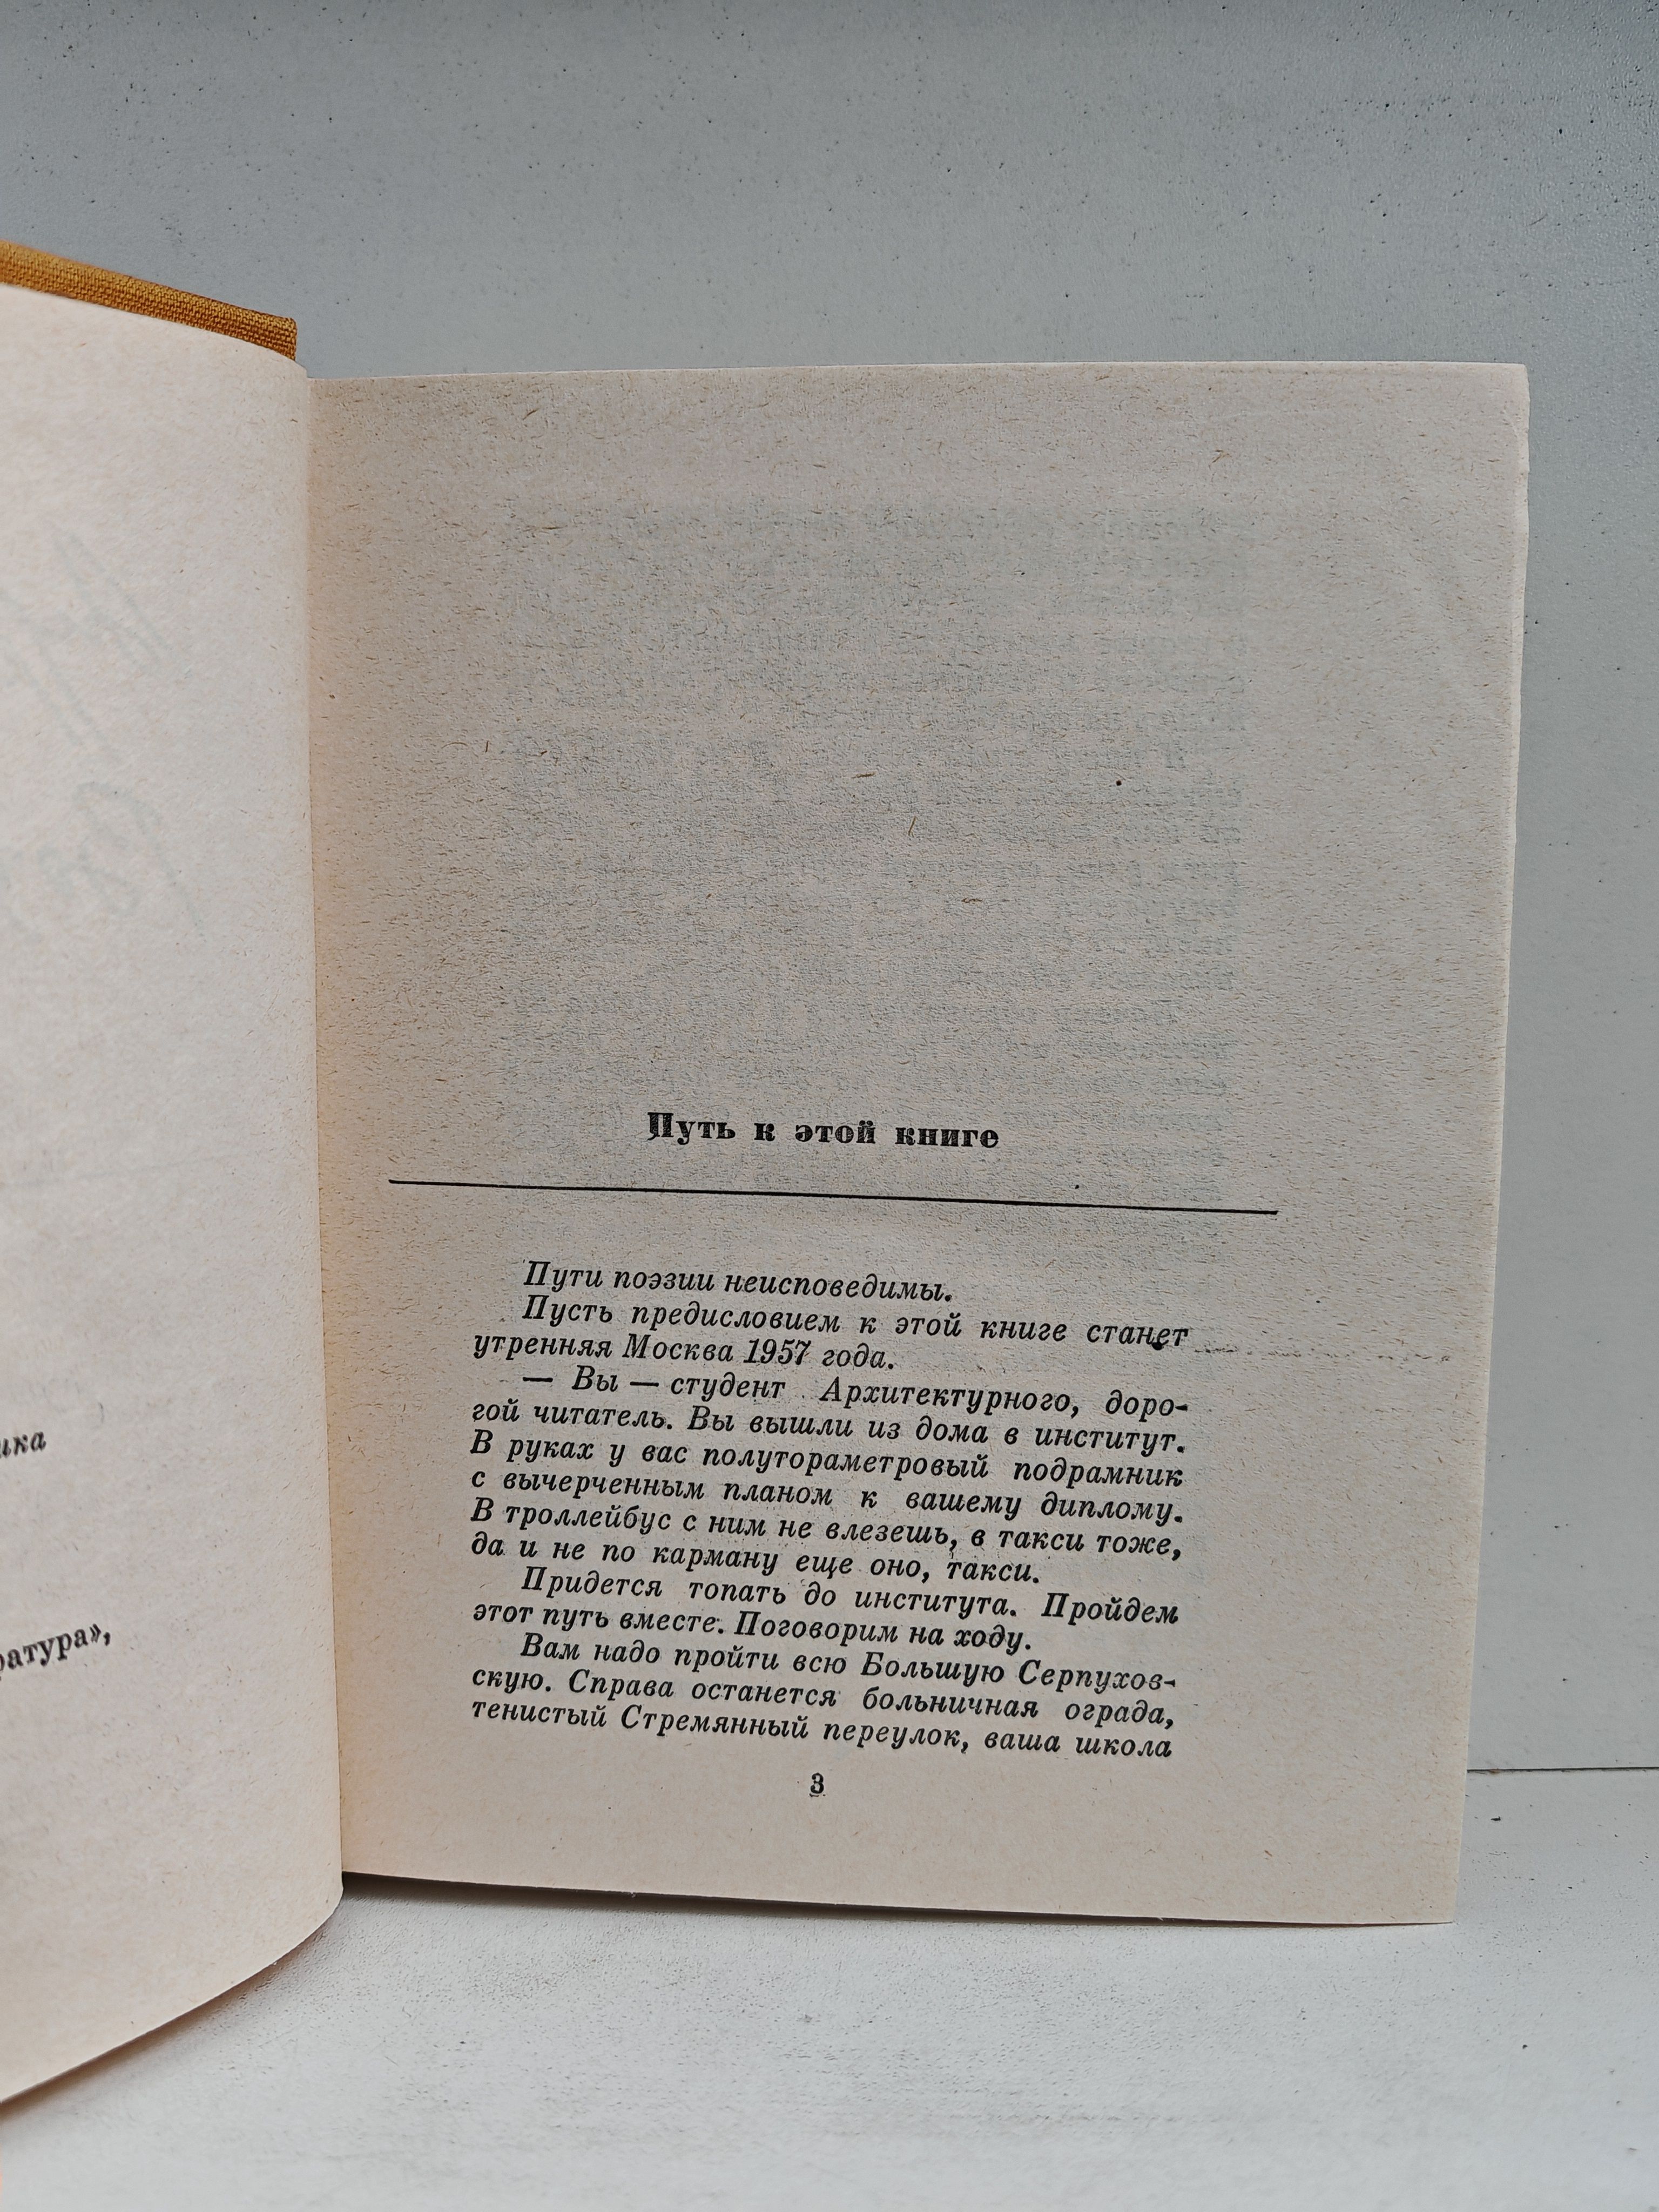 ика
ратура»,
Путь к этой книге
Пути поэзии неисповедимы.
Пусть предисловием к этой книге станет
утренняя Москва 1957 года.
— Вы — студент Архитектурного, доро-
гой читатель. Вы вышли из дома в институт.
В руках у вас полутораметровый подрамник
с вычерченным планом к вашему диплому.
В троллейбус с ним не влезешь, в такси тоже,
да и не по карману еще оно, такси.
Придется топать до института. Пройдем
этот путь вместе. Поговорим на ходу.
Вам надо пройти всю Большую Серпухов-
скую. Справа останется больничная ограда,
тенистый Стремянный переулок, ваша школа
3